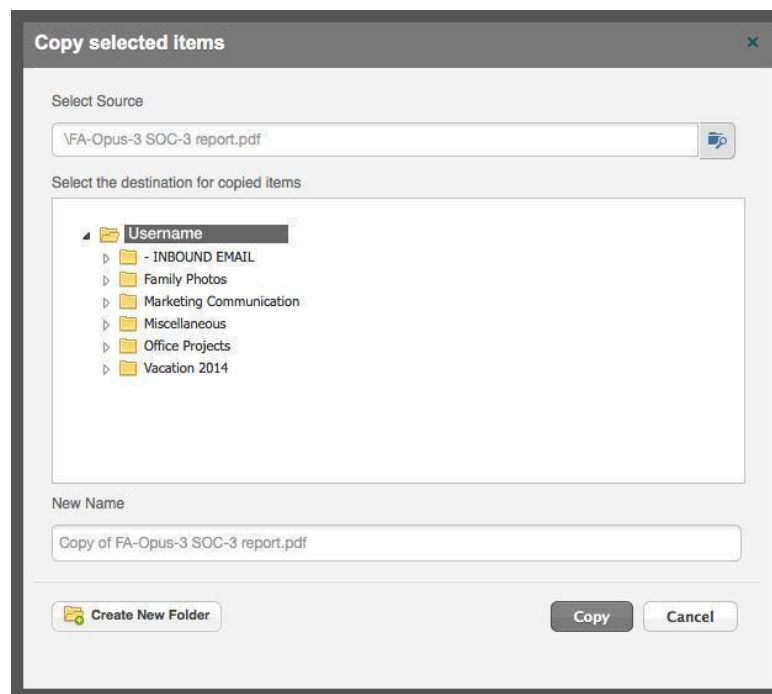 Copy selected items
Select Source
\FA-Opus-3 SOC-3 report.pdf
Select the destination for copied items
Username
- INBOUND EMAIL
Family Photos
Marketing Communication
Miscellaneous
Office Projects
Vacation 2014
New Name
Copy of FA-Opus-3 SOC-3 report.pdf
Create New Folder
Copy
Cancel